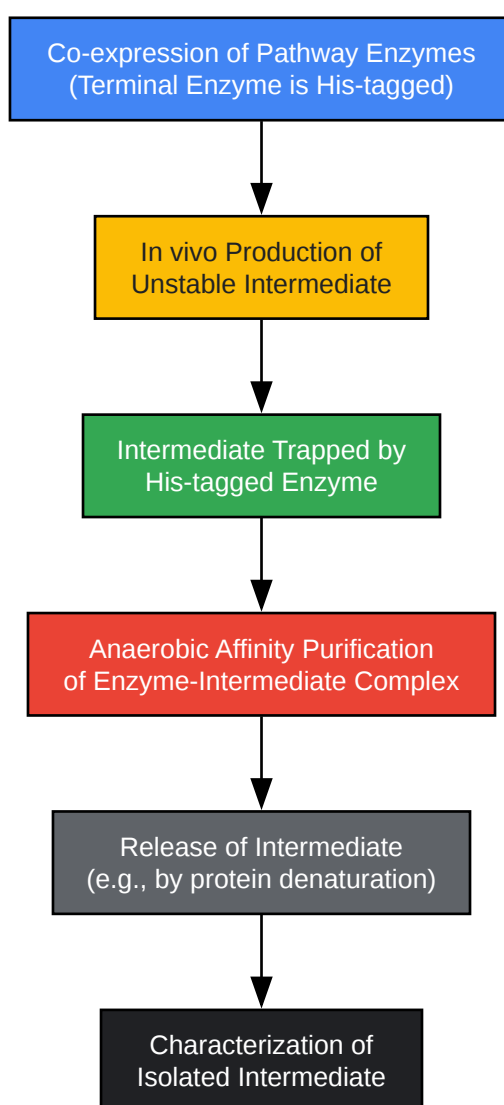 Co-expression of Pathway Enzymes
(Terminal Enzyme is His-tagged)
In vivo Production of
Unstable Intermediate
Intermediate Trapped by
His-tagged Enzyme
Anaerobic Affinity Purification
of Enzyme-Intermediate Complex
Release of Intermediate
(e.g., by protein denaturation)
Characterization of
Isolated Intermediate